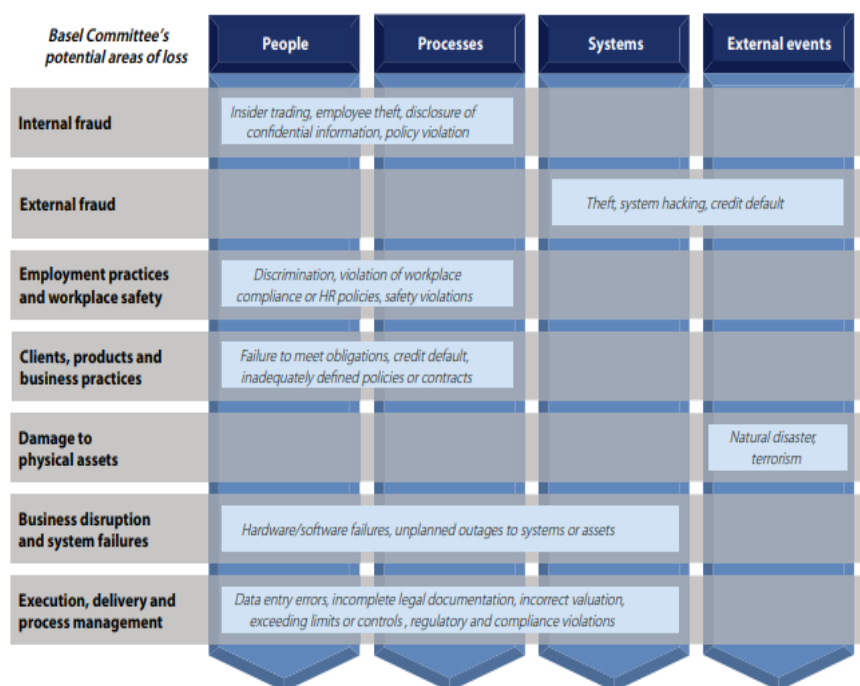 Basel Committee's
potential areas of loss
People
Processes
Systems
External events
Internal fraud
Insider trading, employee theft, disclosure of
confidential information, policy violation
External fraud
Theft, system hacking, credit default
Employment practices
and workplace safety
Discrimination, violation of workplace
compliance or HR policies, safety violations
Clients, products and
business practices
Failure to meet obligations, credit default,
inadequately defined policies or contracts
Damage to
physical assets
Natural disaster,
terrorism
Business disruption
and system failures
Hardware/software failures, unplanned outages to systems or assets
Execution, delivery and
process management
Data entry errors, incomplete legal documentation, incorrect valuation,
exceeding limits or controls , regulatory and compliance violations